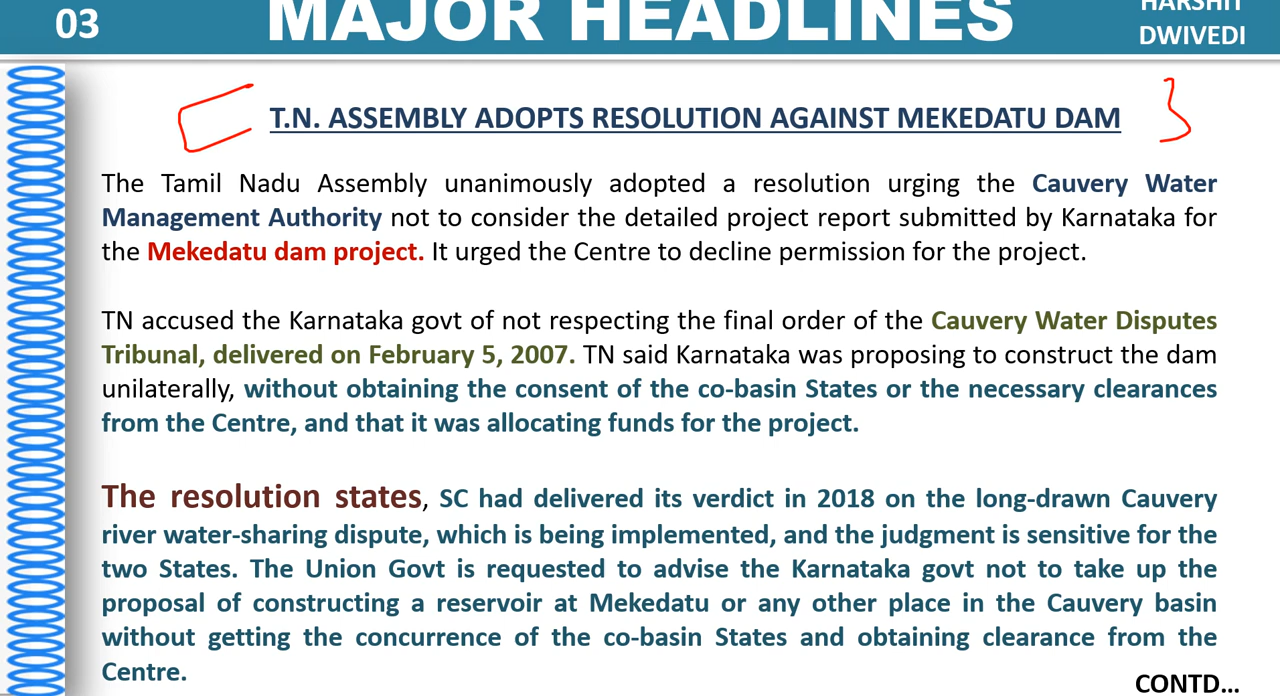 03
MAJOR HEADLINES
HARSHIT
DWIVEDI
T.N. ASSEMBLY ADOPTS RESOLUTION AGAINST MEKEDATU DAM
The Tamil Nadu Assembly unanimously adopted a resolution urging the Cauvery Water
Management Authority not to consider the detailed project report submitted by Karnataka for
the Mekedatu dam project. It urged the Centre to decline permission for the project.
TN accused the Karnataka govt of not respecting the final order of the Cauvery Water Disputes
Tribunal, delivered on February 5, 2007. TN said Karnataka was proposing to construct the dam
unilaterally, without obtaining the consent of the co-basin States or the necessary clearances
from the Centre, and that it was allocating funds for the project.
The resolution states, SC had delivered its verdict in 2018 on the long-drawn Cauvery
river water-sharing dispute, which is being implemented, and the judgment is sensitive for the
two States. The Union Govt is requested to advise the Karnataka govt not to take up the
proposal of constructing a reservoir at Mekedatu or any other place in the Cauvery basin
without getting the concurrence of the co-basin States and obtaining clearance from the
Centre.
CONTD...